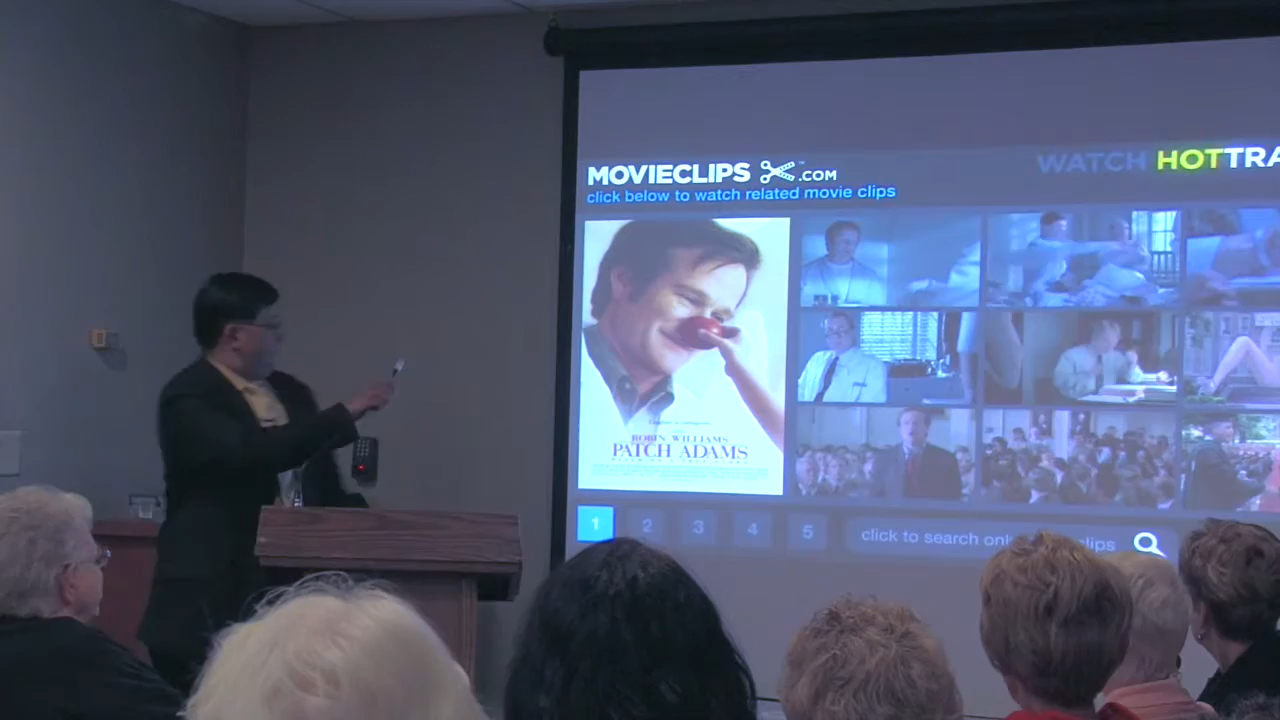 MOVIECLIPS .COM
WATCH HOTTRA
click below to watch related movie clips
ROBIN WILLIAMS
PATCH ADAMS
1 2 3 4 5
click to search onl clips